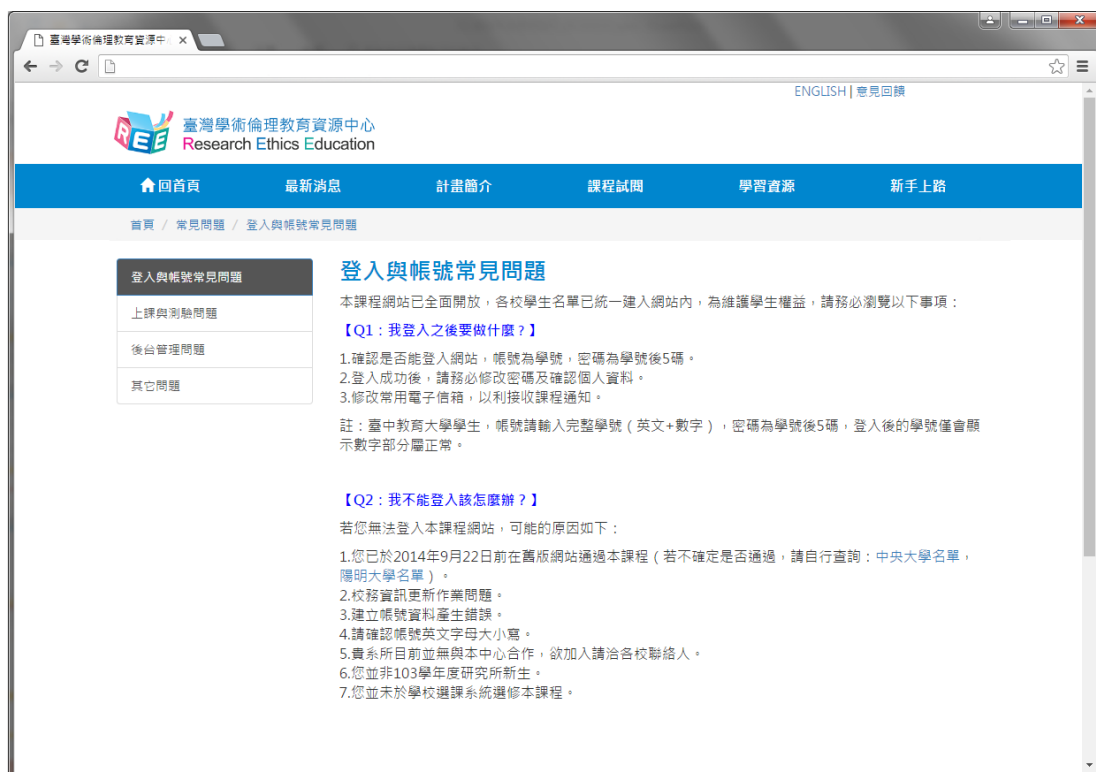 臺灣學術倫理教育資源中
ENGLISH | 意見回饋
REE
臺灣學術倫理教育資源中心
Research Ethics Education
回首頁 最新消息 計畫簡介 課程試閱 學習資源 新手上路
首頁 / 常見問題 / 登入與帳號常見問題
登入與帳號常見問題
上課與測驗問題
後台管理問題
其它問題
登入與帳號常見問題
本課程網站已全面開放，各校學生名單已統一建入網站內，為維護學生權益，請務必瀏覽以下事項：
【Q1：我登入之後要做什麼？】
1.確認是否能登入網站，帳號為學號，密碼為學號後5碼。
2.登入成功後，請務必修改密碼及確認個人資料。
3.修改常用電子信箱，以利接收課程通知。
註：臺中教育大學學生，帳號請輸入完整學號（英文+數字），密碼為學號後5碼，登入後的學號僅會顯
示數字部分屬正常。
【Q2：我不能登入該怎麼辦？】
若您無法登入本課程網站，可能的原因如下：
1.您已於2014年9月22日前在舊版網站通過本課程（若不確定是否通過，請自行查詢：中央大學名單，
陽明大學名單）。
2.校務資訊更新作業問題。
3.建立帳號資料產生錯誤。
4.請確認帳號英文字母大小寫。
5.貴系所目前並無與本中心合作，欲加入請洽各校聯絡人。
6.您並非103學年度研究所新生。
7.您並未於學校選課系統選修本課程。